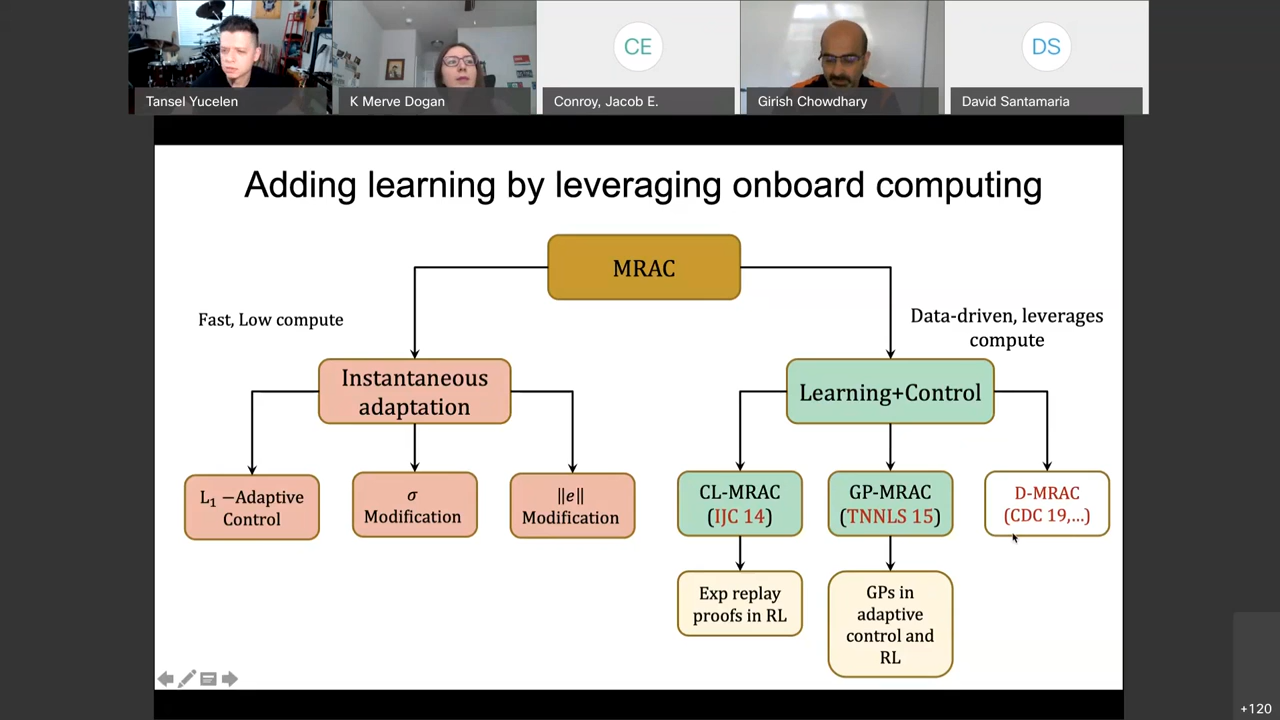 CE
DS
Tansel Yucelen
K Merve Dogan
Conroy, Jacob E.
Girish Chowdhary
David Santamaria
Adding learning by leveraging onboard computing
MRAC
Fast, Low compute
Data-driven, leverages
compute
Instantaneous
adaptation
Learning+Control
L₁ −Adaptive
Control
σ
Modification
||e||
Modification
CL-MRAC
(IJC 14)
GP-MRAC
(TNNLS 15)
D-MRAC
(CDC 19,...)
Exp replay
proofs in RL
GPs in
adaptive
control and
RL
+120